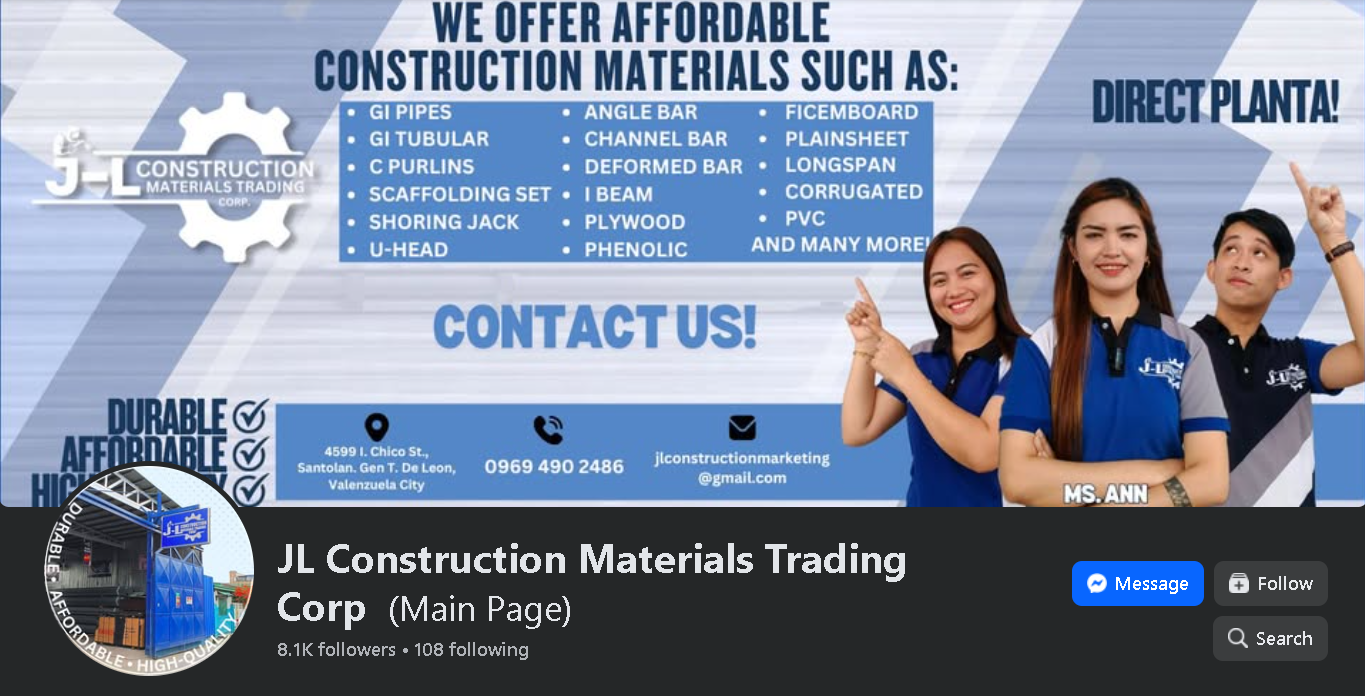 WE OFFER AFFORDABLE
CONSTRUCTION MATERIALS SUCH AS:
DIRECT PLANTA!
J-L CONSTRUCTION
MATERIALS TRADING
CORP.
• GI PIPES
• GI TUBULAR
• C PURLINS
• SCAFFOLDING SET
• SHORING JACK
• U-HEAD
• ANGLE BAR
• CHANNEL BAR
• DEFORMED BAR
• I BEAM
• PLYWOOD
• PHENOLIC
• FICEMBOARD
• PLAINSHEET
• LONGSPAN
• CORRUGATED
• PVC
AND MANY MORE!
CONTACT US!
DURABLE
AFFORDABLE
4599 I. Chico St.,
Santolan. Gen T. De Leon,
Valenzuela City
0969 490 2486
jlconstructionmarketing
@gmail.com
J-L
J-L
MS. ANN
DURABLE • AFFORDABLE • HIGH-QUALITY
J-L CONSTRUCTION
JL Construction Materials Trading
Corp (Main Page)
8.1K followers • 108 following
Message
Follow
Search